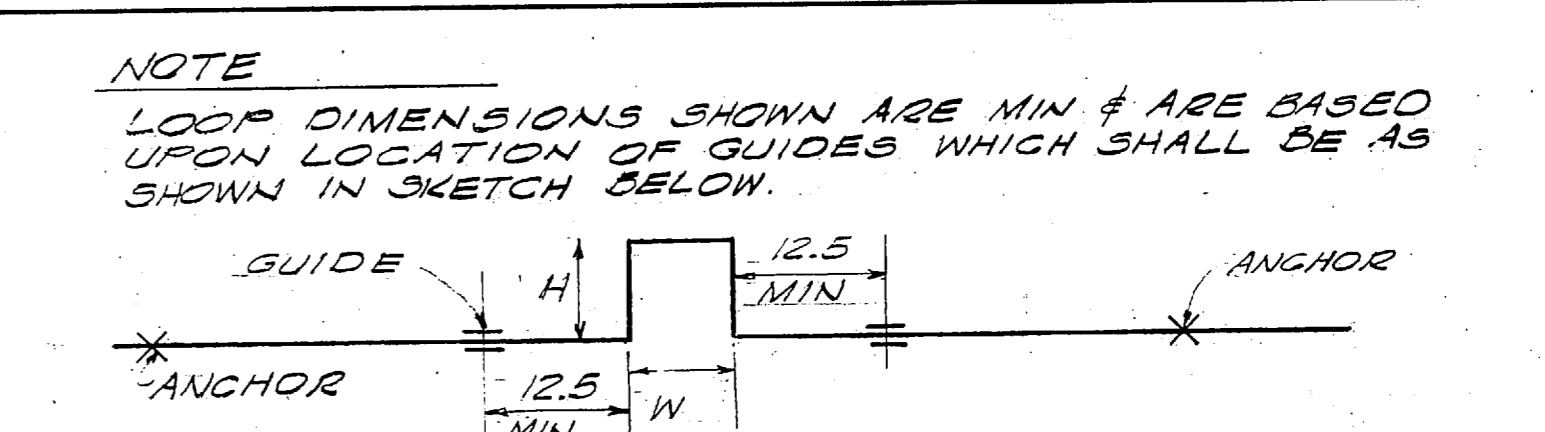 NOTE
LOOP DIMENSIONS SHOWN ARE MIN & ARE BASED
UPON LOCATION OF GUIDES WHICH SHALL BE AS
SHOWN IN SKETCH BELOW.
GUIDE
H
12.5
MIN
ANCHOR
ANCHOR
12.5
MIN
W